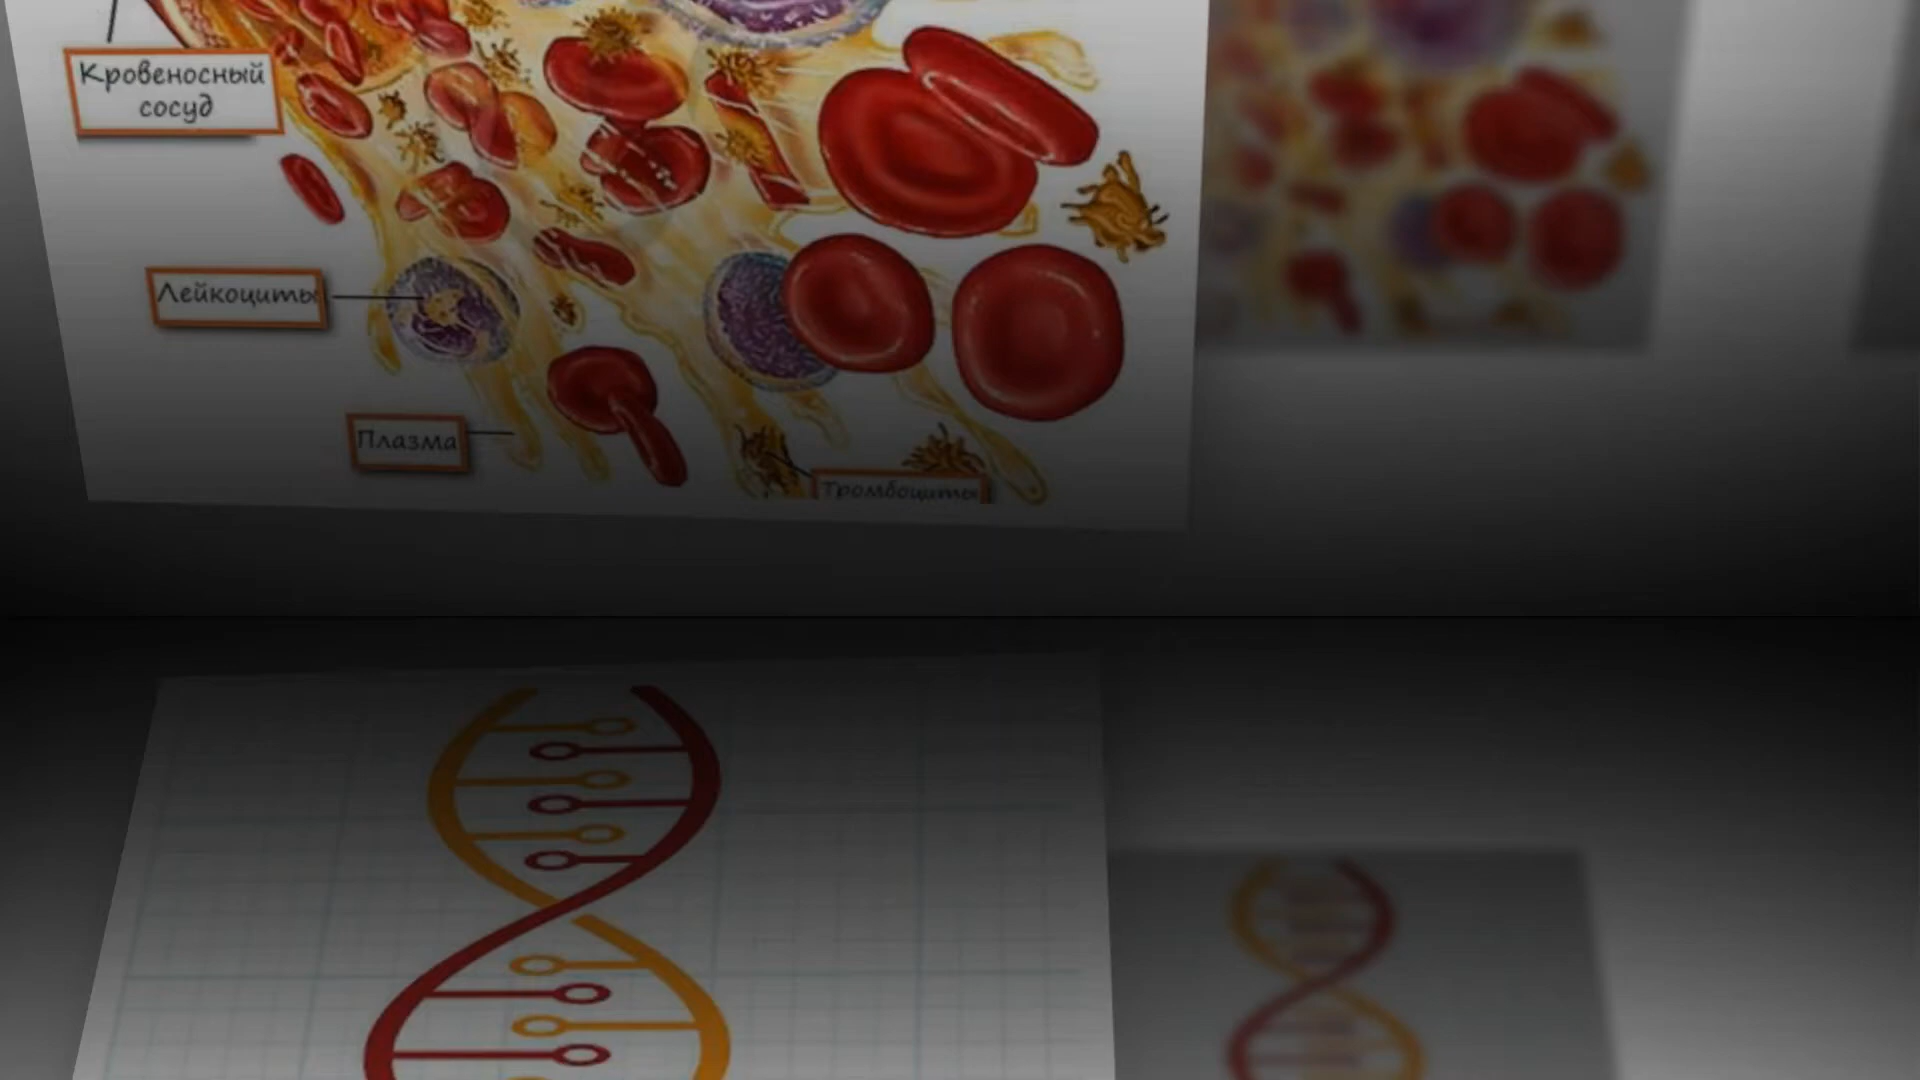 Кровеносный
сосуд
Лейкоциты
Плазма
Тромбоциты